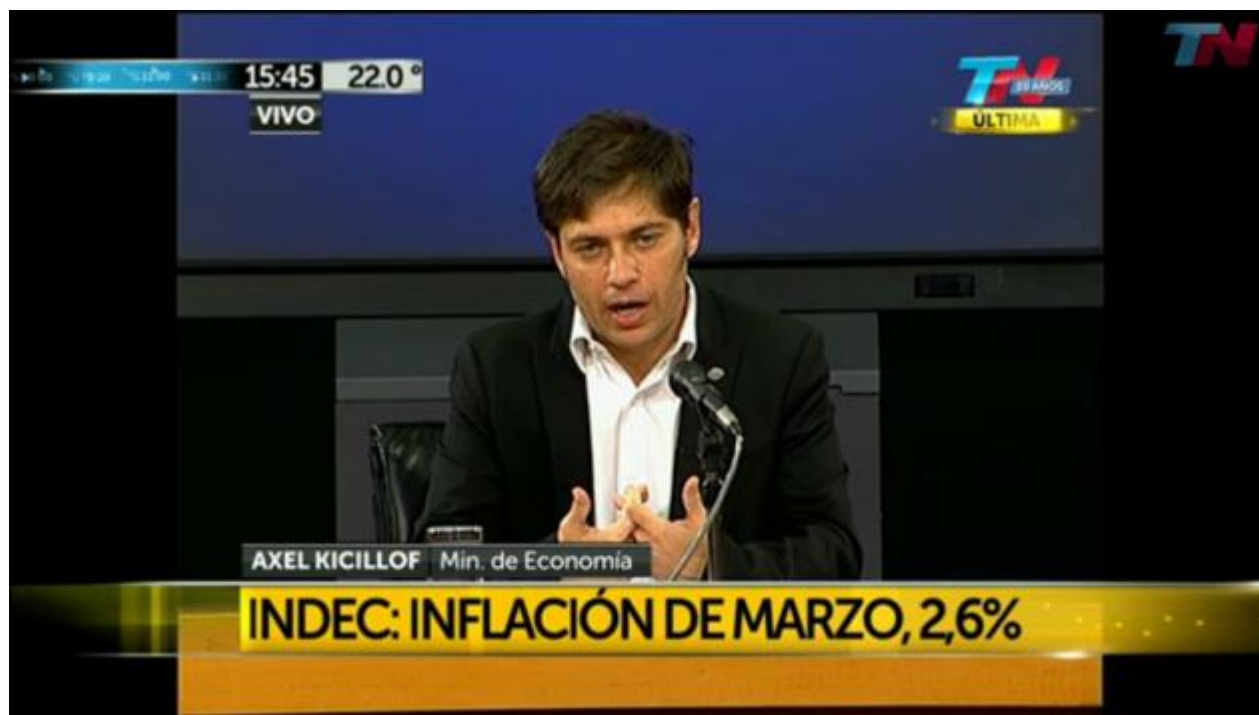 TN
15:45 22.0 °
VIVO
TN
ÚLTIMA
AXEL KICILLOF Min. de Economía
INDEC: INFLACIÓN DE MARZO, 2,6%